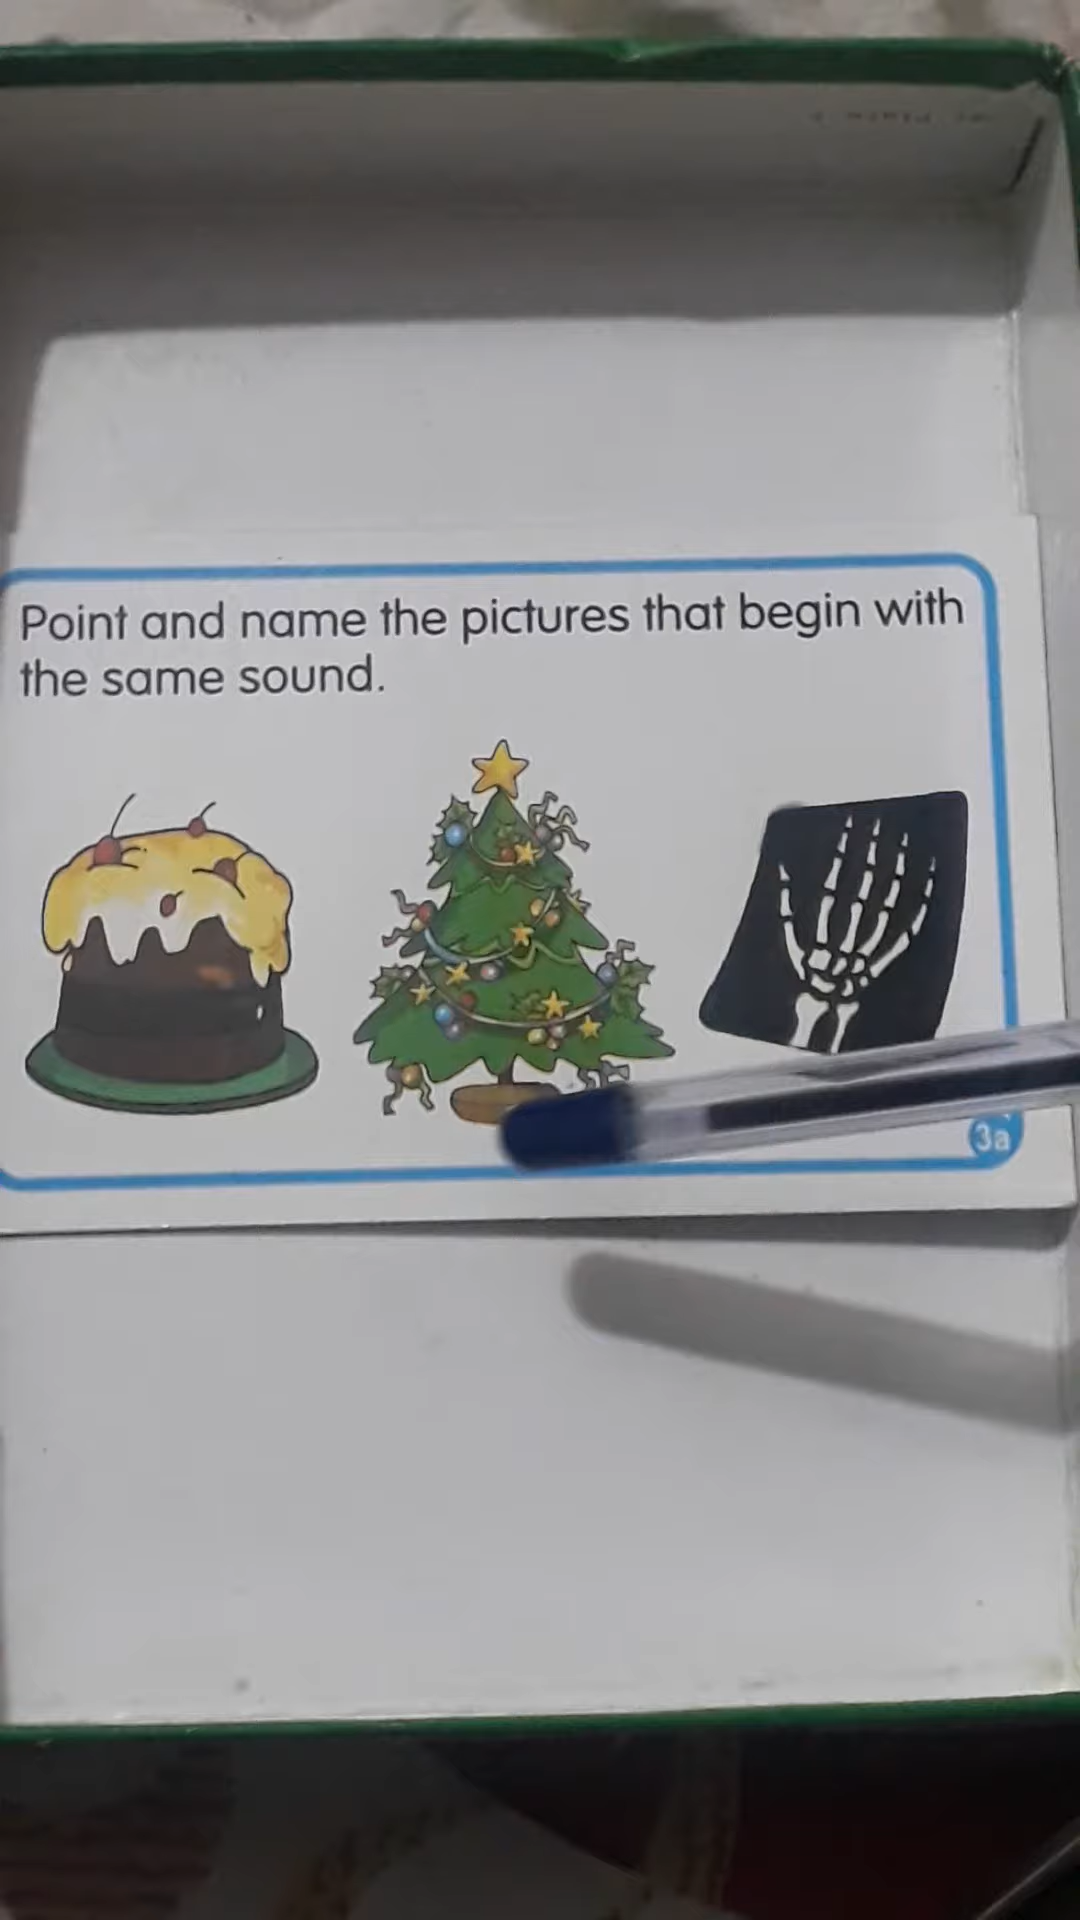 Point and name the pictures that begin with
the same sound.
3a